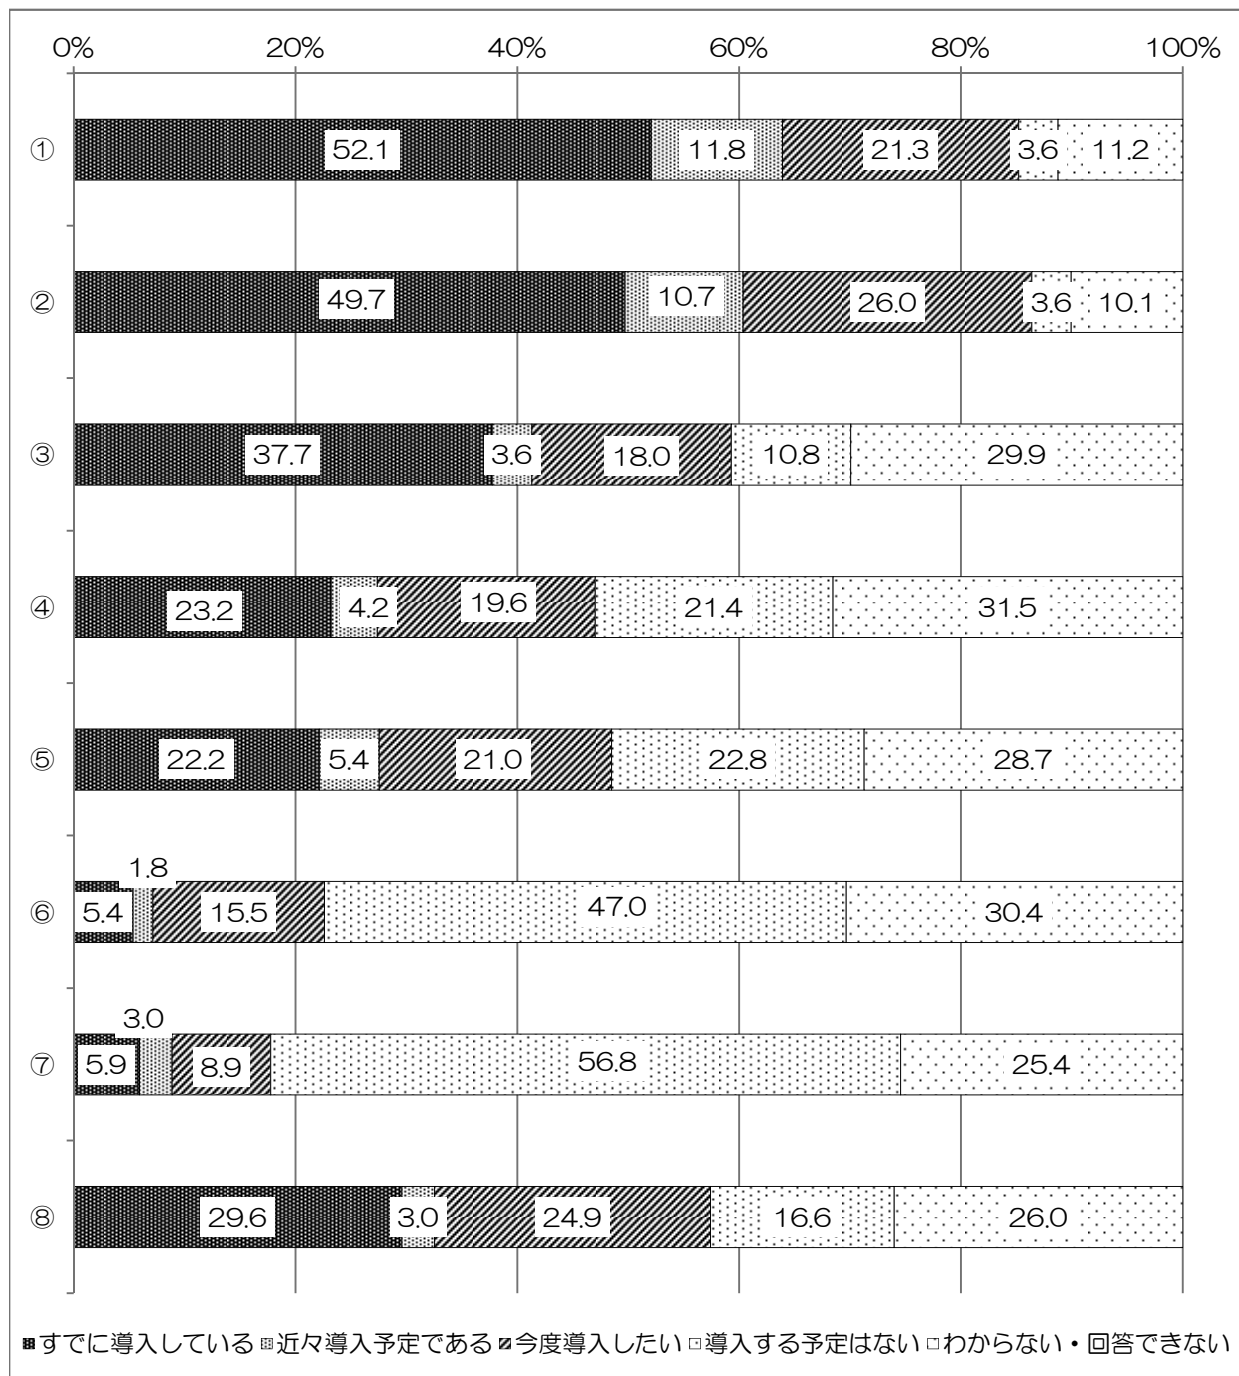 0% 20% 40% 60% 80% 100%
① 52.1 11.8 21.3 3.6 11.2
② 49.7 10.7 26.0 3.6 10.1
③ 37.7 3.6 18.0 10.8 29.9
④ 23.2 4.2 19.6 21.4 31.5
⑤ 22.2 5.4 21.0 22.8 28.7
1.8
⑥ 5.4 15.5 47.0 30.4
3.0
⑦ 5.9 8.9 56.8 25.4
⑧ 29.6 3.0 24.9 16.6 26.0
すでに導入している 近々導入予定である 今度導入したい 導入する予定はない わからない・回答できない